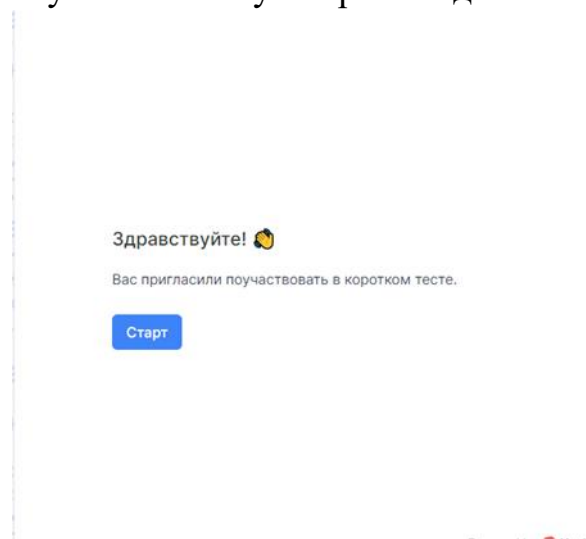 Здравствуйте! 👏
Вас пригласили поучаствовать в коротком тесте.
Старт